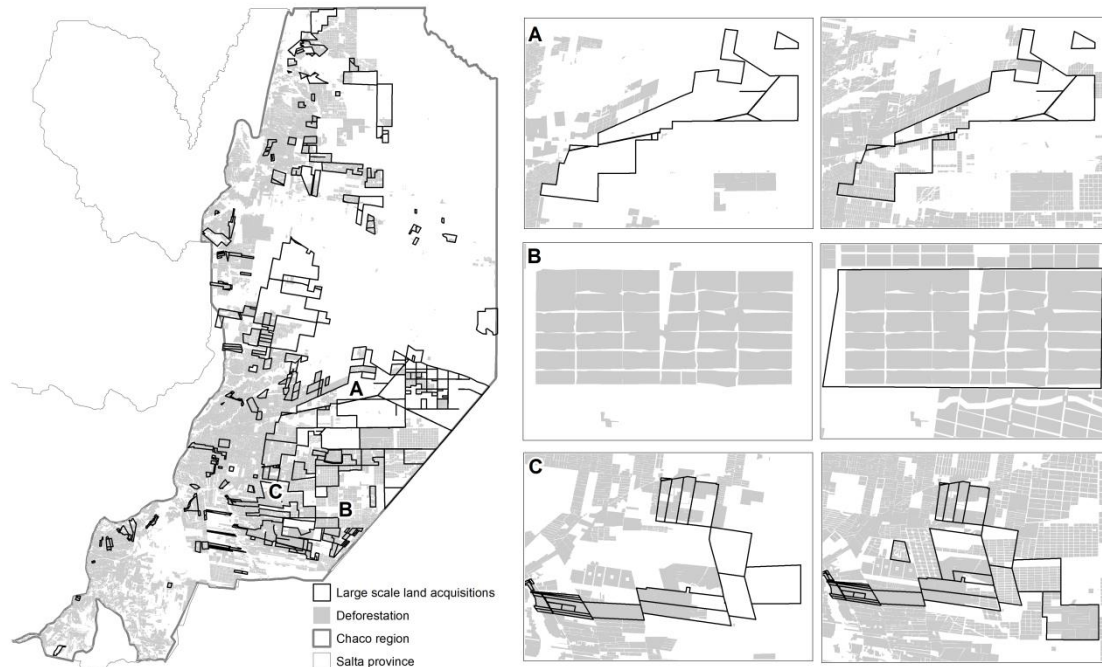 A
B
C
A
C
B
Large scale land acquisitions
Deforestation
Chaco region
Salta province